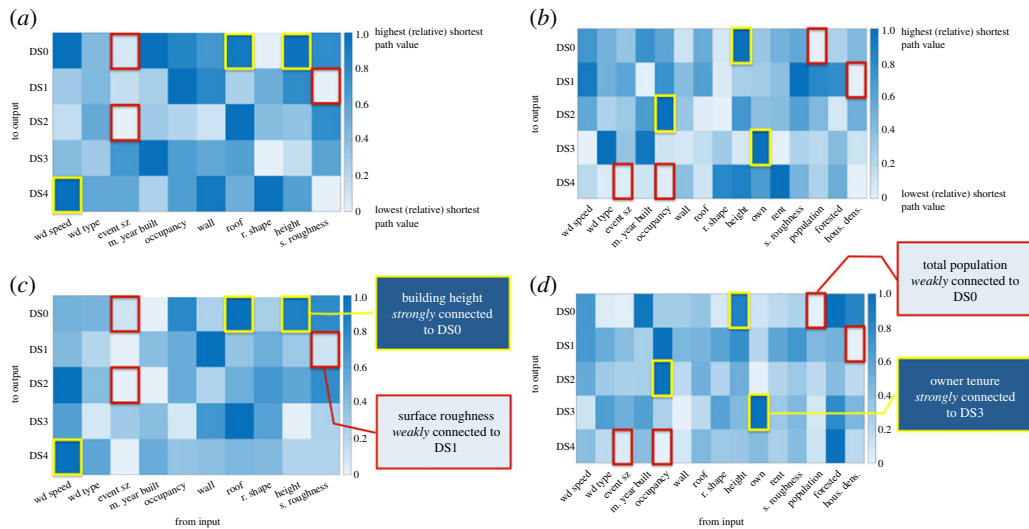 (a)
to output
DS0
DS1
DS2
DS3
DS4
wd speed
wd type
event sz
m. year built
occupancy
wall
roof
r. shape
height
s. roughness
1.0
0.8
0.6
0.4
0.2
0
highest (relative) shortest
path value
lowest (relative) shortest
path value
(b)
to output
DS0
DS1
DS2
DS3
DS4
wd speed
wd type
event sz
m. year built
occupancy
wall
roof
r. shape
height
own
rent
s. roughness
population
forested
hous. dens.
1.0
0.8
0.6
0.4
0.2
0
highest (relative) shortest
path value
lowest (relative) shortest
path value
(c)
to output
DS0
DS1
DS2
DS3
DS4
wd speed
wd type
event sz
m. year built
occupancy
wall
roof
r. shape
height
s. roughness
from input
1.0
0.8
0.6
0.4
0.2
0
building height
strongly connected
to DS0
surface roughness
weakly connected to
DS1
(d)
to output
DS0
DS1
DS2
DS3
DS4
wd speed
wd type
event sz
m. year built
occupancy
wall
roof
r. shape
height
own
rent
s. roughness
population
forested
hous. dens.
from input
1.0
0.8
0.6
0.4
0.2
0
total population
weakly connected to
DS0
owner tenure
strongly connected
to DS3